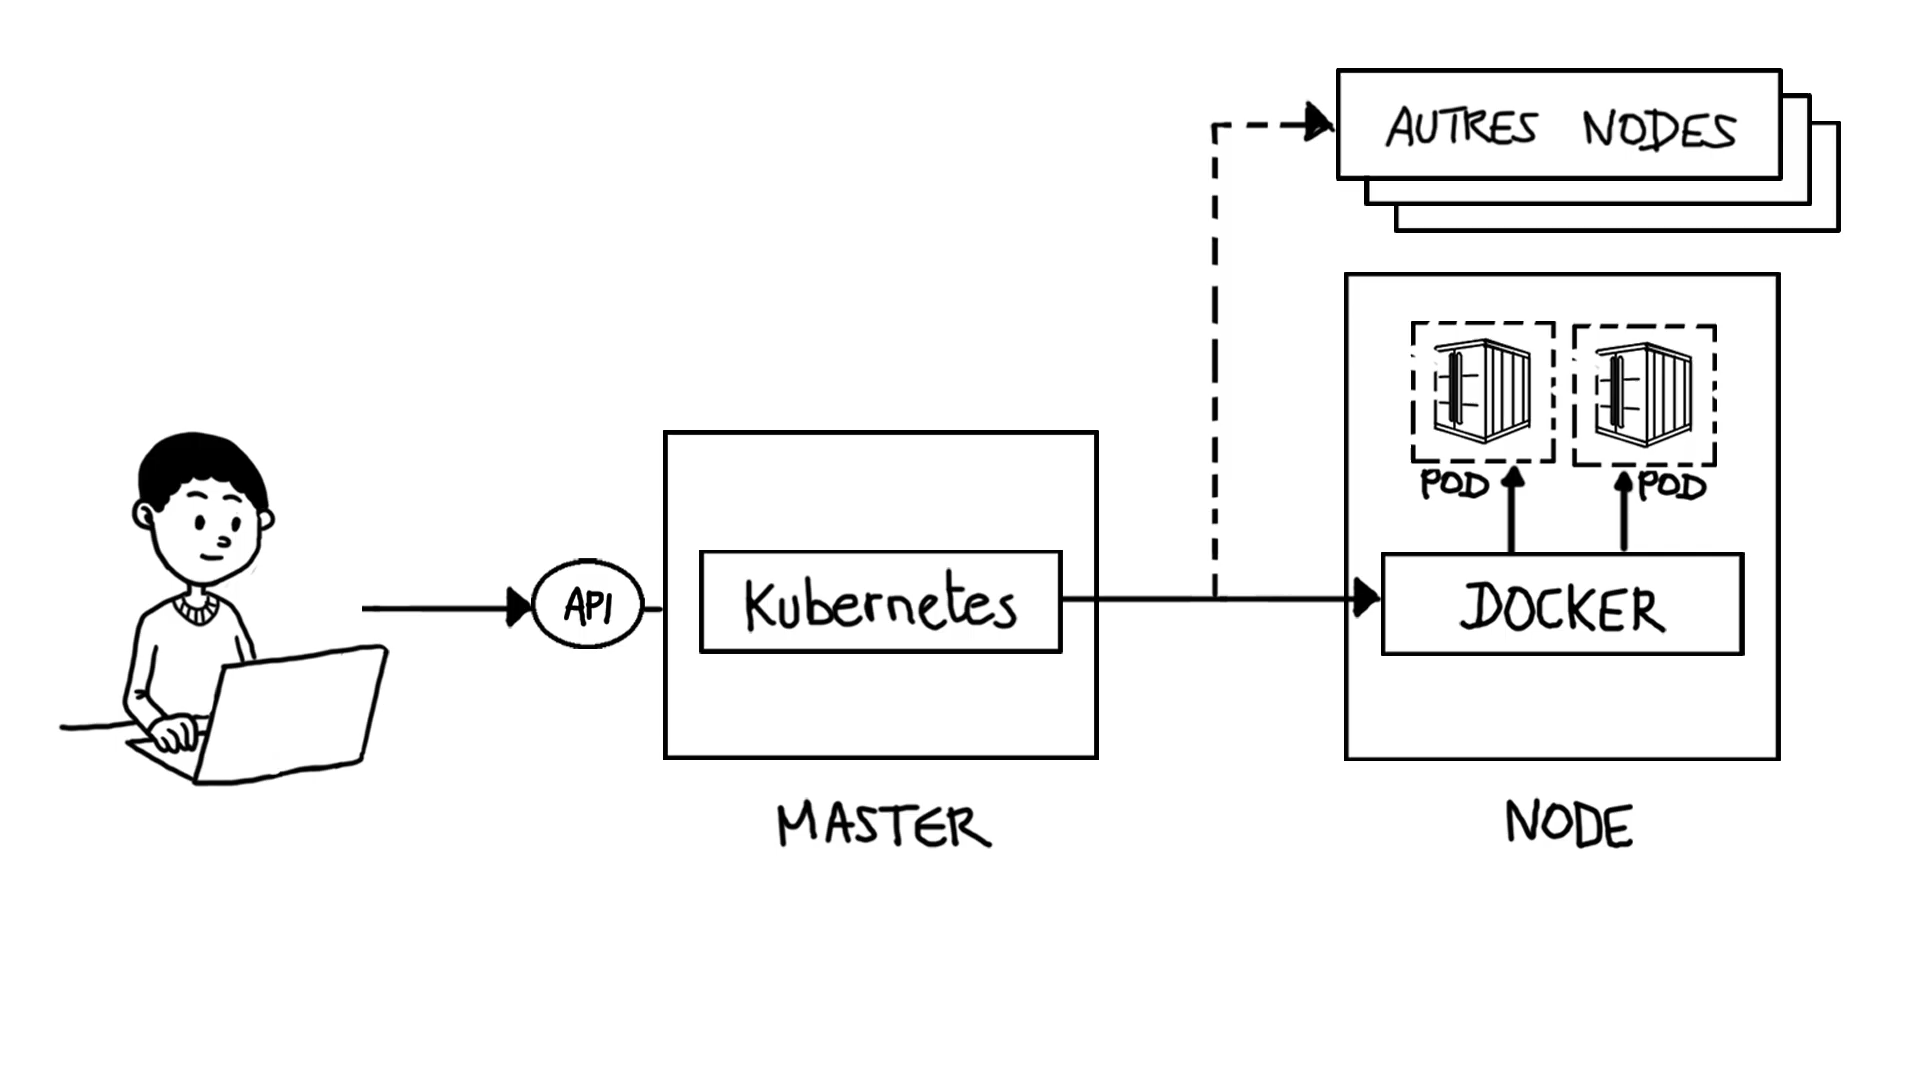 AUTRES NODES
POD
POD
API
Kubernetes
DOCKER
MASTER
NODE